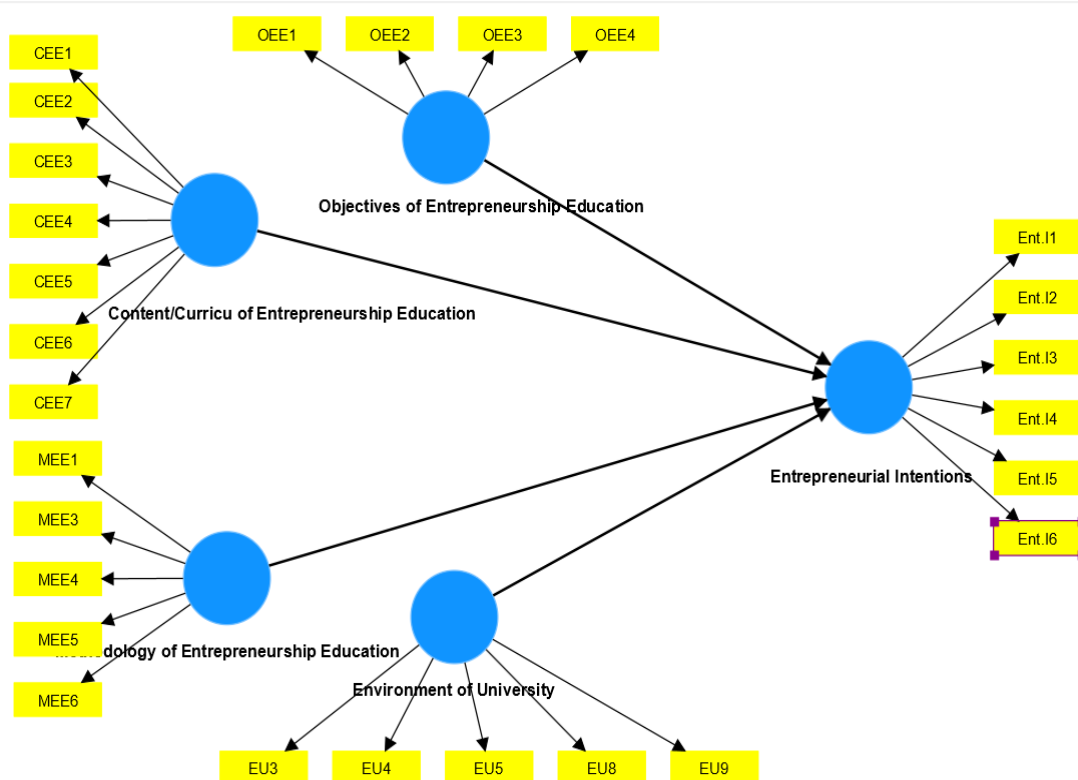 OEE1
OEE2
OEE3
OEE4
CEE1
CEE2
CEE3
CEE4
CEE5
CEE6
CEE7
Objectives of Entrepreneurship Education
Content/Curricu of Entrepreneurship Education
Ent.I1
Ent.I2
Ent.I3
Ent.I4
Ent.I5
Ent.I6
Entrepreneurial Intentions
MEE1
MEE3
MEE4
MEE5
MEE6
of Entrepreneurship Education
Environment of University
EU3
EU4
EU5
EU8
EU9